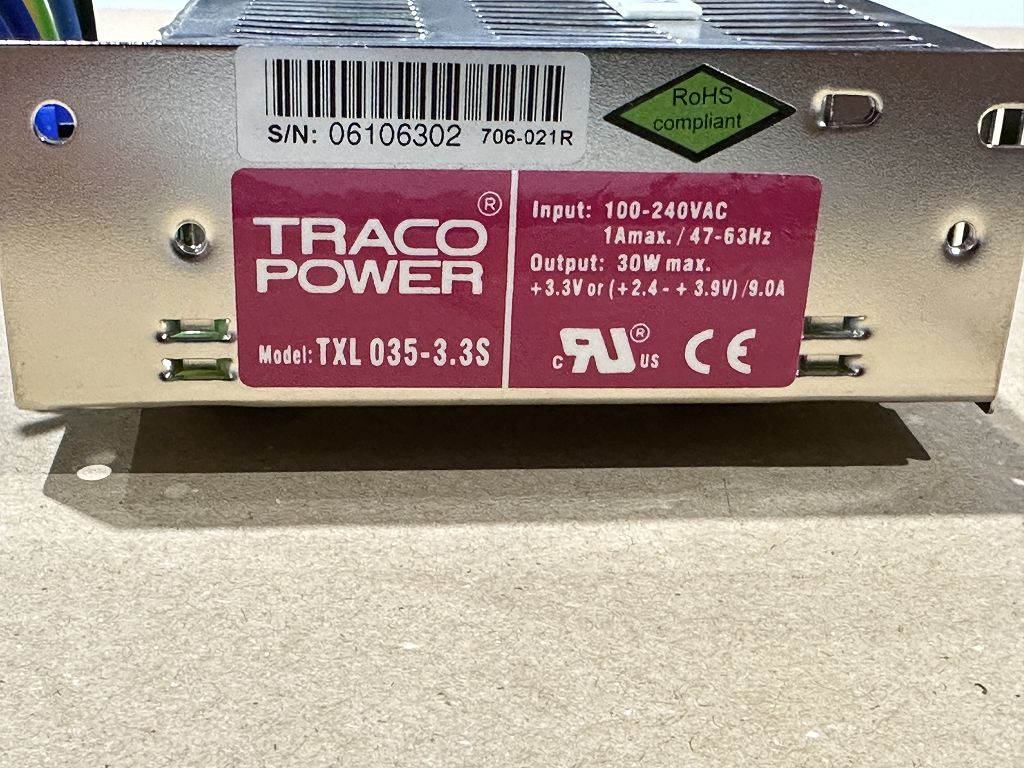 S/N: 06106302 706-021R
RoHS
compliant
TRACO ®
POWER
Model: TXL 035-3.3S
Input: 100-240VAC
1Amax. / 47-63Hz
Output: 30W max.
+3.3V or (+2.4 - + 3.9V) /9.0A
c RU ® US CE